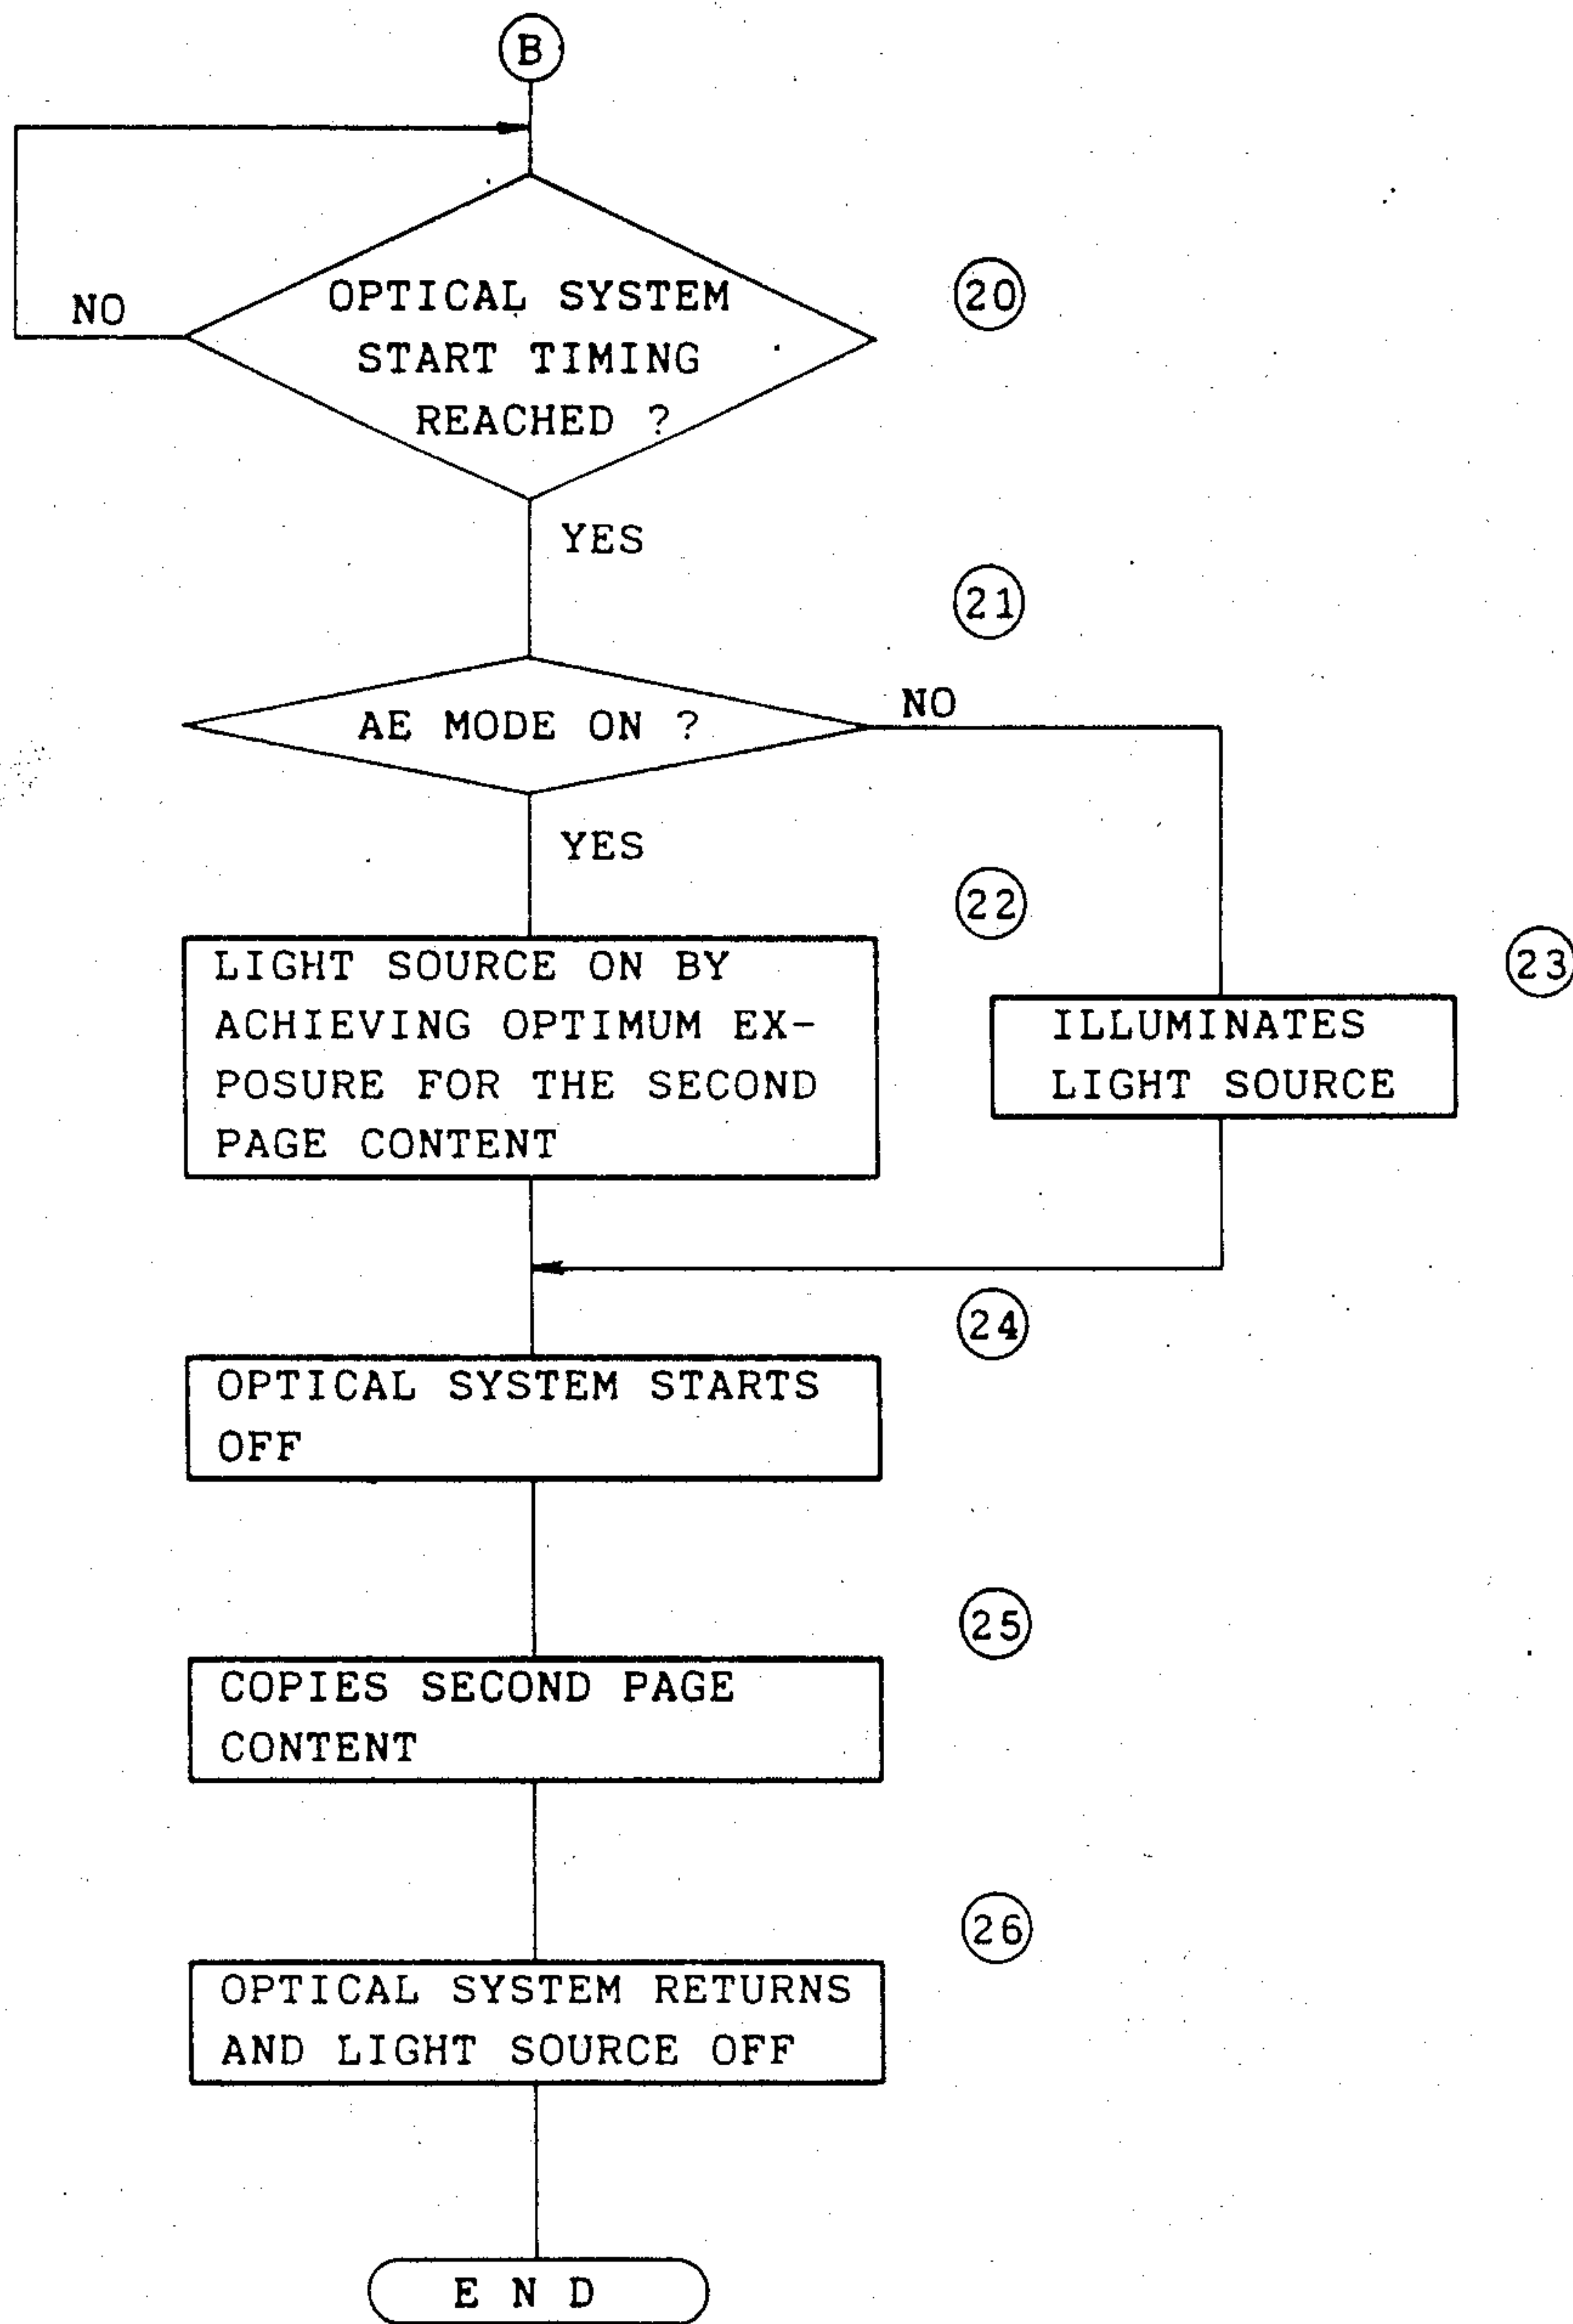 B
OPTICAL SYSTEM
START TIMING
REACHED ?
NO
20
YES
21
AE MODE ON ?
NO
YES
22
LIGHT SOURCE ON BY
ACHIEVING OPTIMUM EX-
POSURE FOR THE SECOND
PAGE CONTENT
23
ILLUMINATES
LIGHT SOURCE
24
OPTICAL SYSTEM STARTS
OFF
25
COPIES SECOND PAGE
CONTENT
26
OPTICAL SYSTEM RETURNS
AND LIGHT SOURCE OFF
END